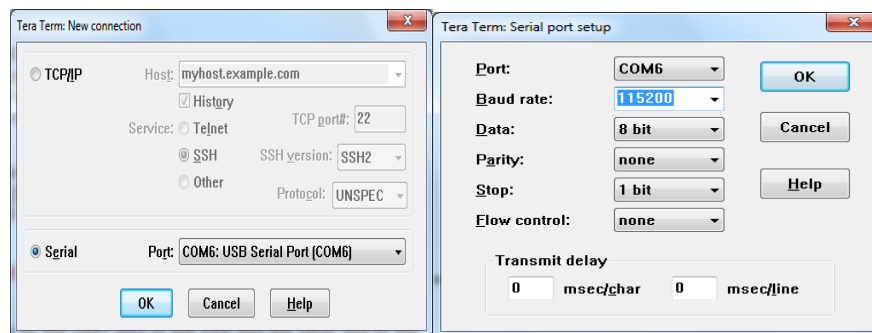 Tera Term: New connection
TCP/IP Host: myhost.example.com
History
Service: Telnet TCP port#: 22
SSH SSH version: SSH2
Other Protocol: UNSPEC
Serial Port: COM6: USB Serial Port (COM6)
OK Cancel Help
Tera Term: Serial port setup
Port: COM6 OK
Baud rate: 115200
Data: 8 bit Cancel
Parity: none
Stop: 1 bit Help
Flow control: none
Transmit delay
0 msec/char 0 msec/line